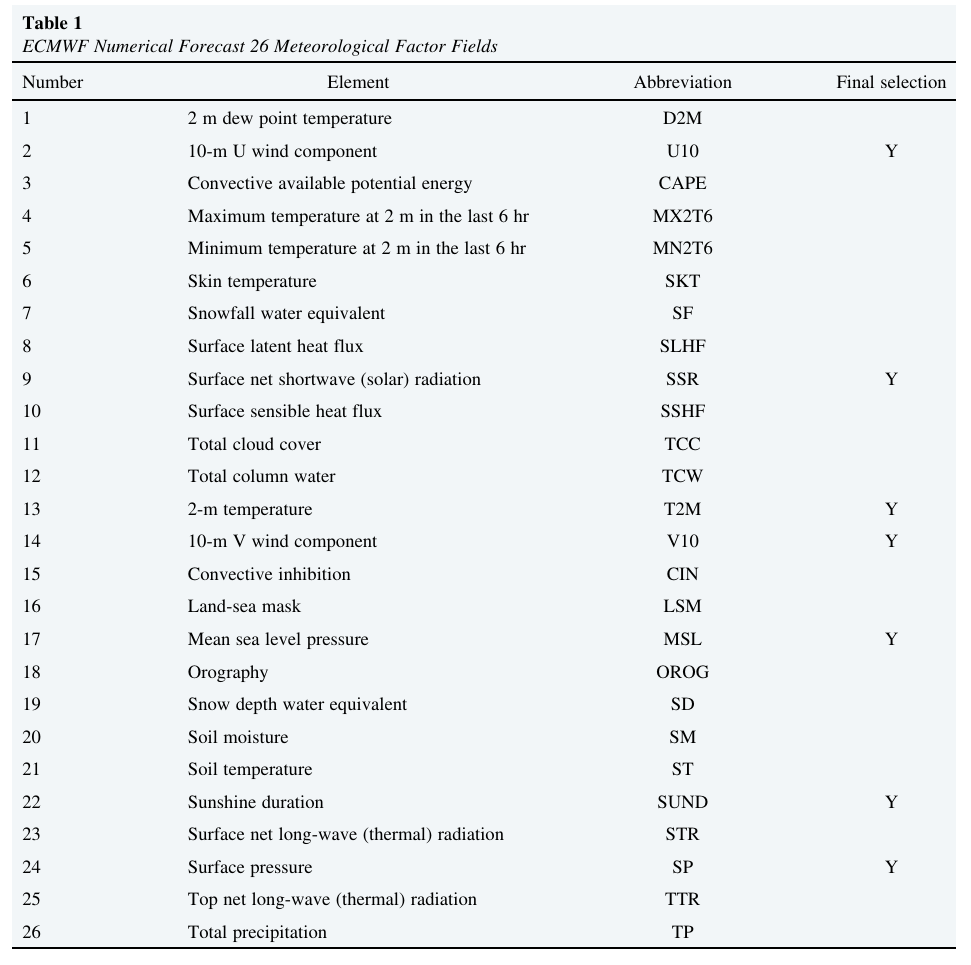 Table 1
ECMWF Numerical Forecast 26 Meteorological Factor Fields
Number Element Abbreviation Final selection
1 2 m dew point temperature D2M
2 10-m U wind component U10 Y
3 Convective available potential energy CAPE
4 Maximum temperature at 2 m in the last 6 hr MX2T6
5 Minimum temperature at 2 m in the last 6 hr MN2T6
6 Skin temperature SKT
7 Snowfall water equivalent SF
8 Surface latent heat flux SLHF
9 Surface net shortwave (solar) radiation SSR Y
10 Surface sensible heat flux SSHF
11 Total cloud cover TCC
12 Total column water TCW
13 2-m temperature T2M Y
14 10-m V wind component V10 Y
15 Convective inhibition CIN
16 Land-sea mask LSM
17 Mean sea level pressure MSL Y
18 Orography OROG
19 Snow depth water equivalent SD
20 Soil moisture SM
21 Soil temperature ST
22 Sunshine duration SUND Y
23 Surface net long-wave (thermal) radiation STR
24 Surface pressure SP Y
25 Top net long-wave (thermal) radiation TTR
26 Total precipitation TP